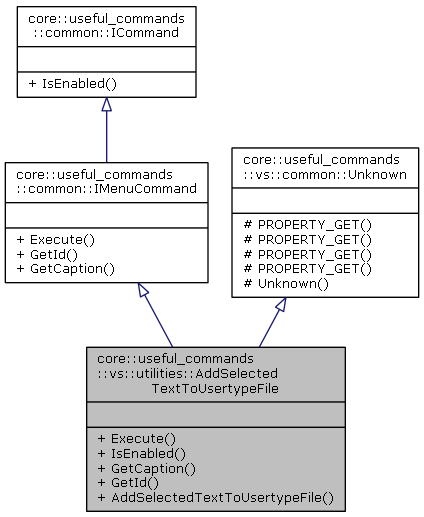 core::useful_commands
::common::ICommand
+ IsEnabled()
core::useful_commands
::common::IMenuCommand
+ Execute()
+ GetId()
+ GetCaption()
core::useful_commands
::vs::common::Unknown
# PROPERTY_GET()
# PROPERTY_GET()
# PROPERTY_GET()
# PROPERTY_GET()
# Unknown()
core::useful_commands
::vs::utilities::AddSelected
TextToUsertypeFile
+ Execute()
+ IsEnabled()
+ GetCaption()
+ GetId()
+ AddSelectedTextToUsertypeFile()